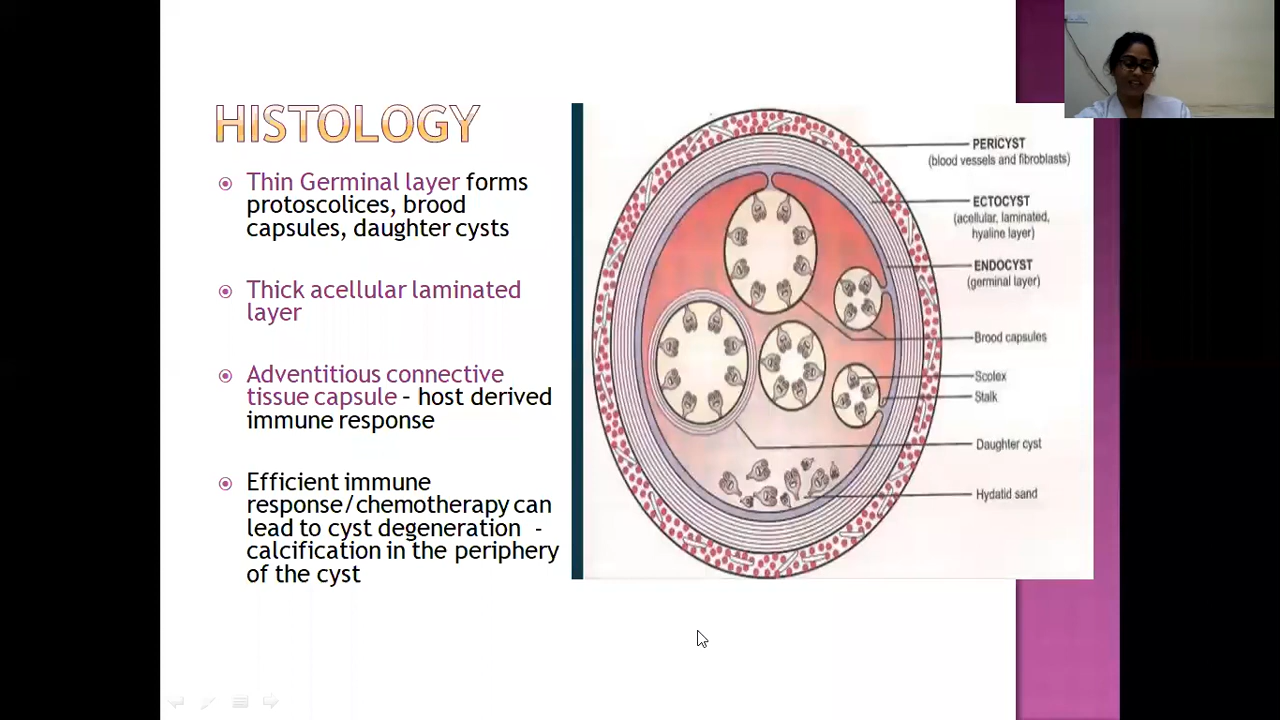 HISTOLOGY
Thin Germinal layer forms
protoscolices, brood
capsules, daughter cysts
Thick acellular laminated
layer
Adventitious connective
tissue capsule – host derived
immune response
Efficient immune
response/chemotherapy can
lead to cyst degeneration -
calcification in the periphery
of the cyst
PERICYST
(blood vessels and fibroblasts)
ECTOCYST
(acellular, laminated,
hyaline layer)
ENDOCYST
(germinal layer)
Brood capsules
Scolex
Stalk
Daughter cyst
Hydatid sand